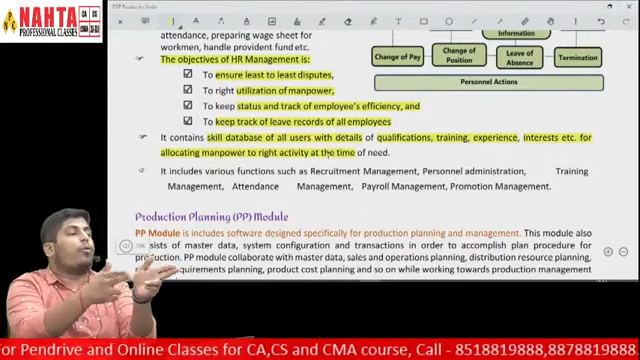 NAHTA
PROFESSIONAL CLASSES
CA
CS
CMA
XI-XII
PDF Reader
attendance, preparing wage sheet for
workmen, handle provident fund etc.
Information
Change of Pay
Change of Position
Leave of Absence
Termination
Personnel Actions
The objectives of HR Management is:
To ensure least to least disputes,
To right utilization of manpower,
To keep status and track of employee's efficiency, and
To keep track of leave records of all employees
It contains skill database of all users with details of qualifications, training, experience, interests etc. for
allocating manpower to right activity at the time of need.
It includes various functions such as Recruitment Management, Personnel administration, Training
Management, Attendance Management, Payroll Management, Promotion Management.
Production Planning (PP) Module
PP Module is includes software designed specifically for production planning and management. This module also
consists of master data, system configuration and transactions in order to accomplish plan procedure for
production. PP module collaborate with master data, sales and operations planning, distribution resource planning,
requirements planning, product cost planning and so on while working towards production management
For Pendrive and Online Classes for CA,CS and CMA course, Call - 8518819888,8878819888